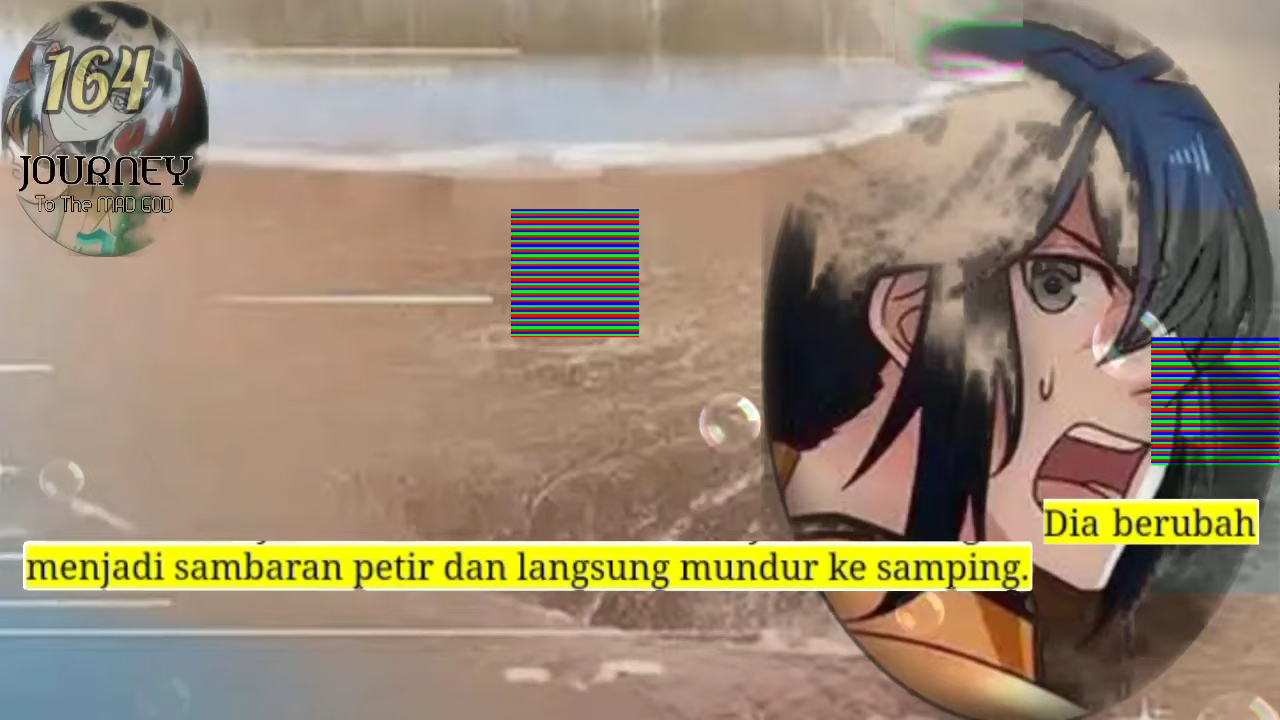 164
JOURNEY
To The MAD GOD
Dia berubah
menjadi sambaran petir dan langsung mundur ke samping.